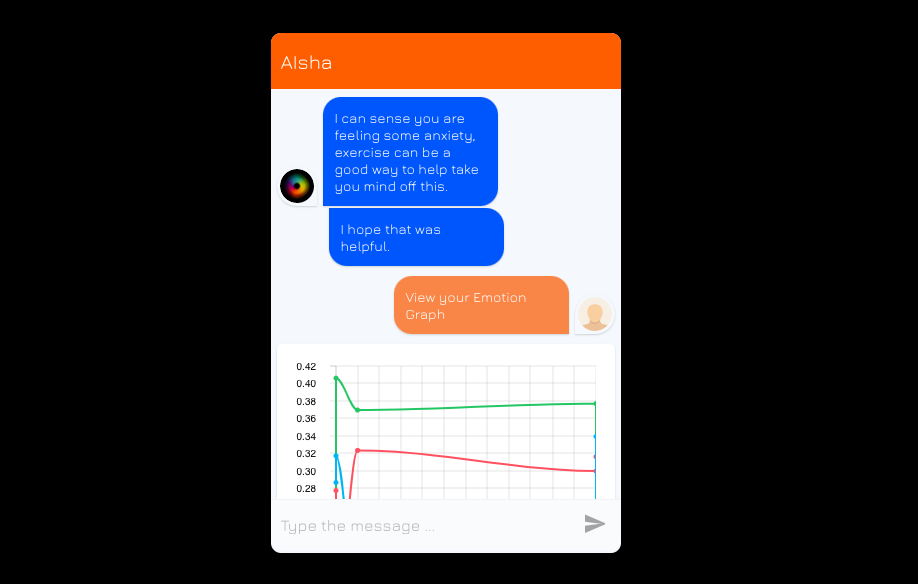 AIsha
I can sense you are
feeling some anxiety,
exercise can be a
good way to help take
you mind off this.
I hope that was
helpful.
View your Emotion
Graph
0.42
0.40
0.38
0.36
0.34
0.32
0.30
0.28
Type the message ...